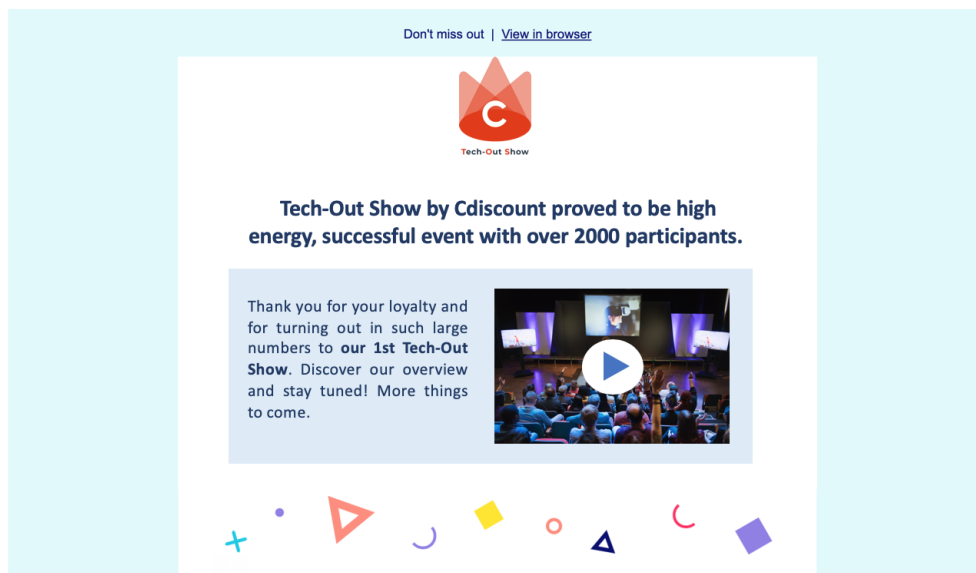 Don't miss out | View in browser
C
Tech-Out Show
Tech-Out Show by Cdiscount proved to be high
energy, successful event with over 2000 participants.
Thank you for your loyalty and
for turning out in such large
numbers to our 1st Tech-Out
Show. Discover our overview
and stay tuned! More things
to come.